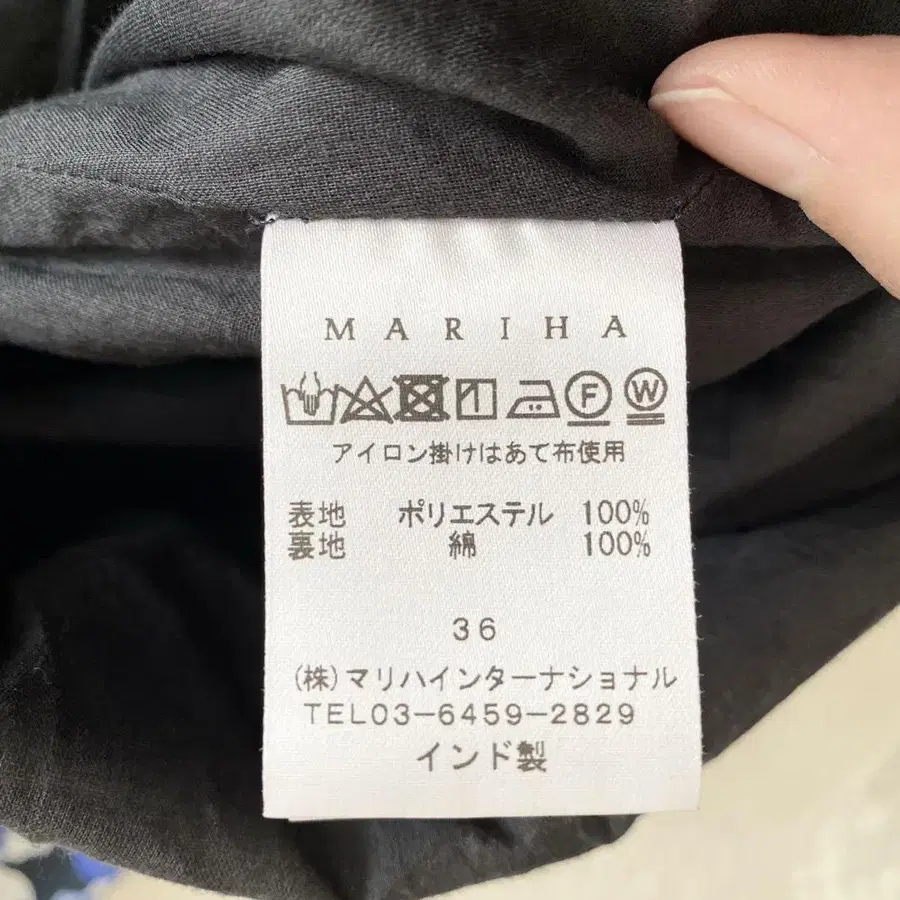 MARIHA
F W
アイロン掛けはあて布使用
表地 ポリエステル 100%
裏地 綿 100%
36
(株)マリハインターナショナル
TEL03-6459-2829
インド製